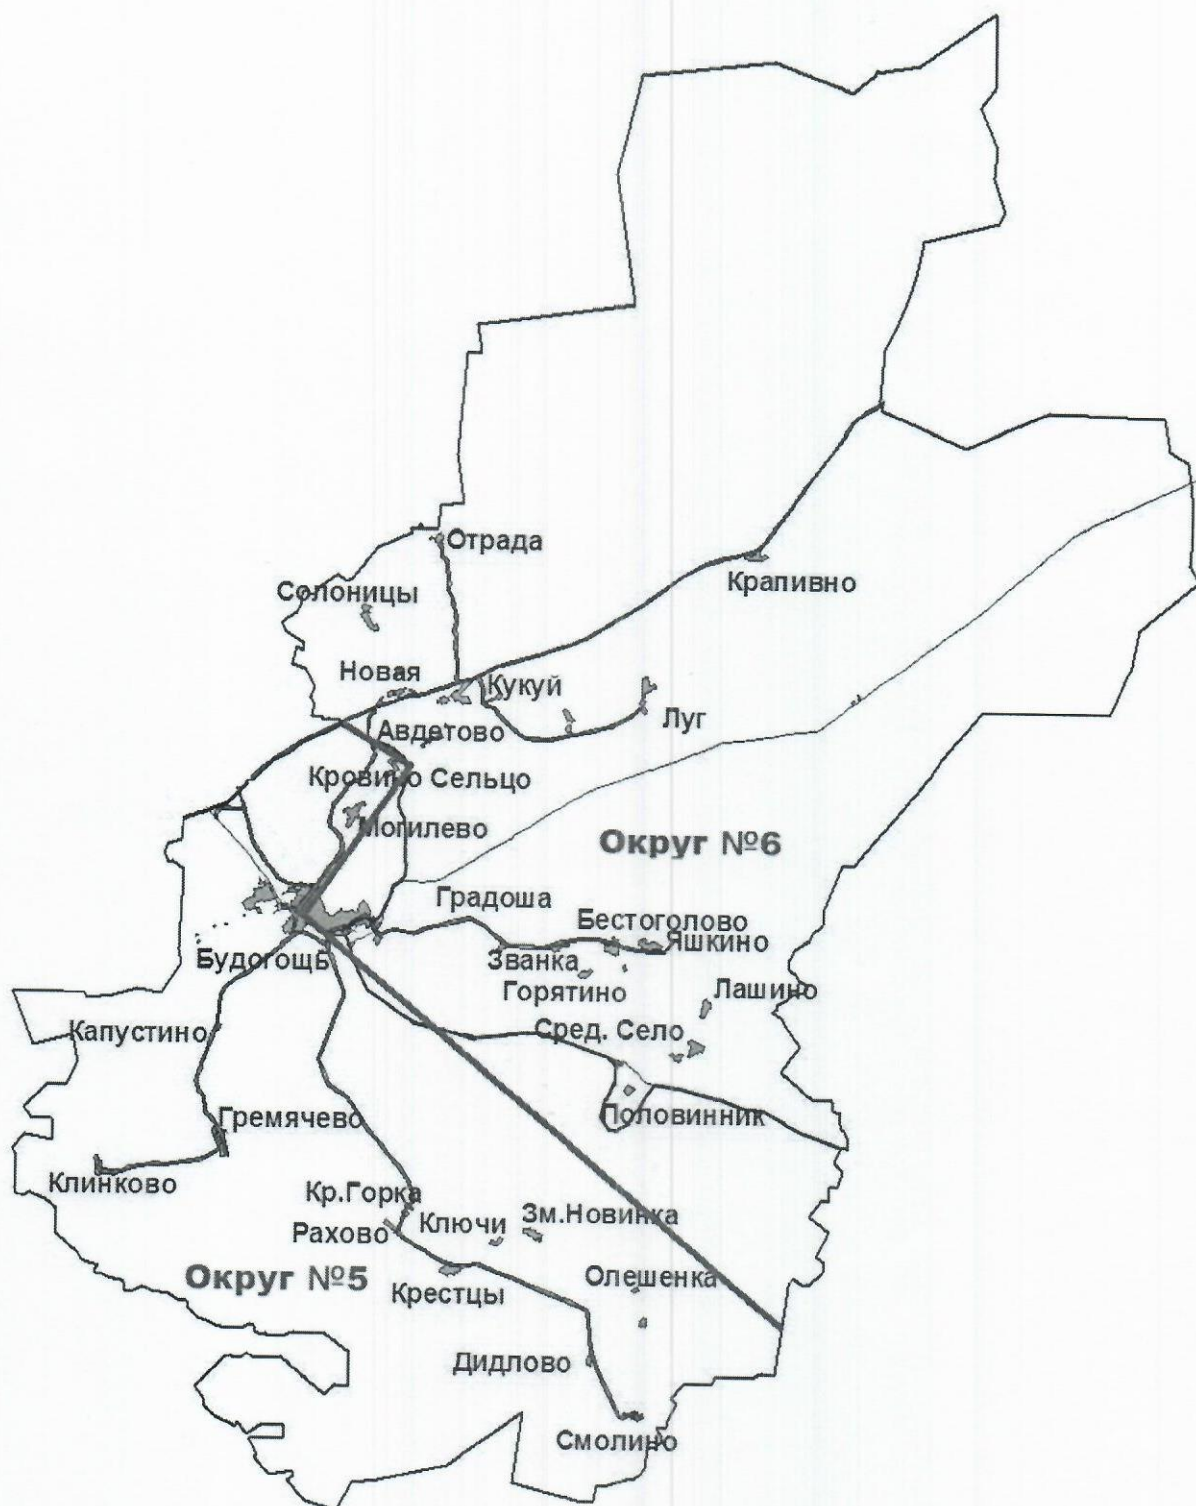 Отрада
Крапивно
Солоницы
Новая
Кукуй
Луг
Авдетово
Кровино Сельцо
Могилево
Округ №6
Градоша
Бестоголово
Яшкино
Званка
Будогощь
Горятино
Лашино
Капустино
Сред. Село
Гремячево
Половинник
Клинково
Кр.Горка
Ключи
Зм.Новинка
Рахово
Округ №5
Олешенка
Крестцы
Дидлово
Смолино